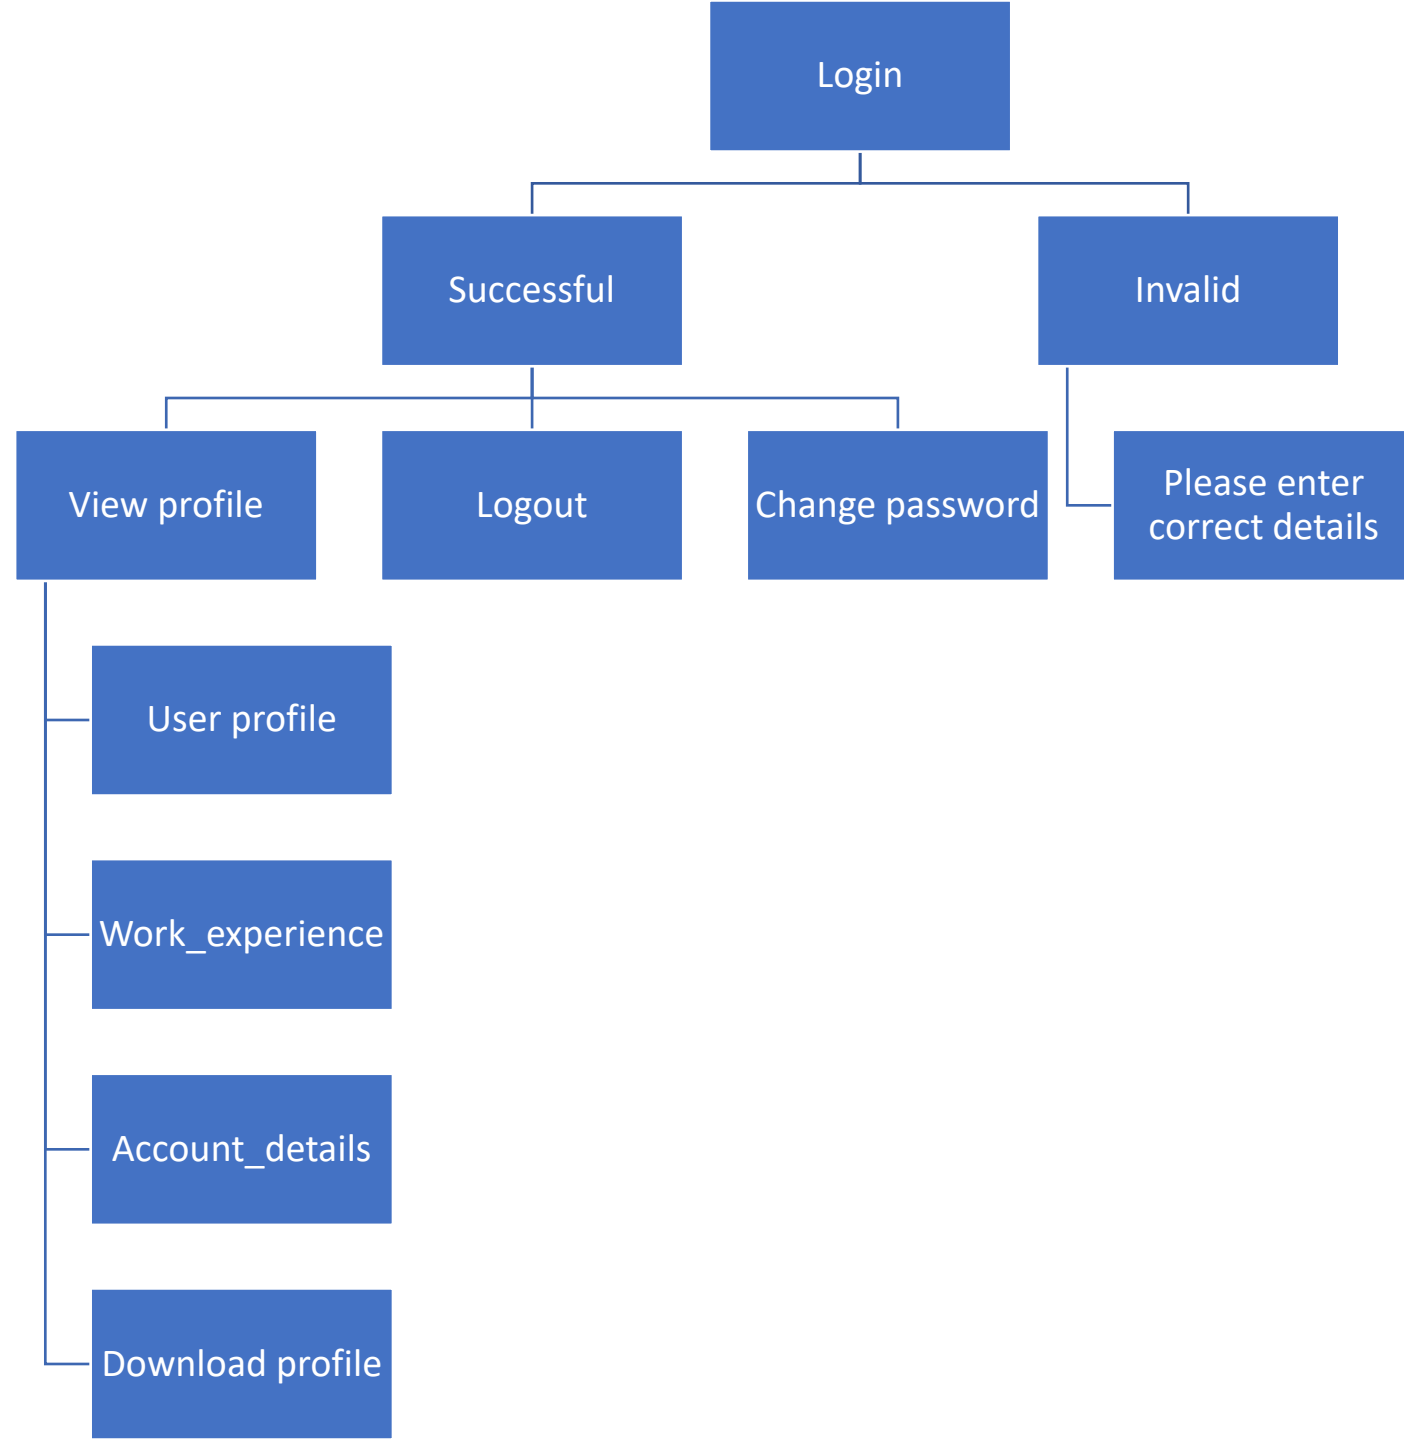 Login
Successful
Invalid
View profile
Logout
Change password
Please enter
correct details
User profile
Work_experience
Account_details
Download profile